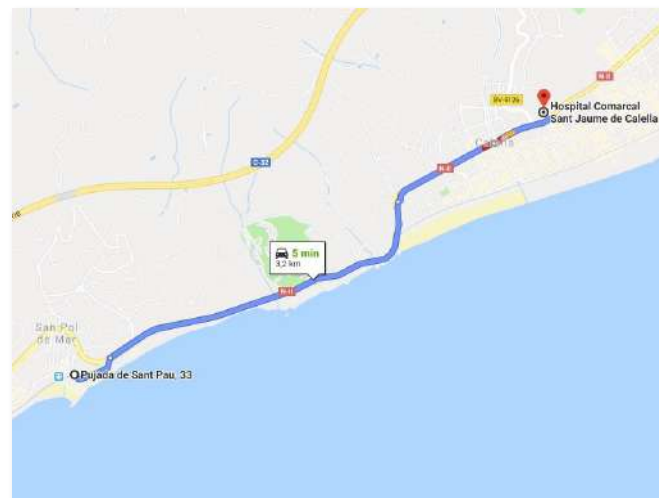 N-II
BV-5126
Hospital Comarcal
Sant Jaume de Calella
Calella
N-II
C-32
5 min
3,2 km
N-II
San Pol
de Mar
Pujada de Sant Pau, 33